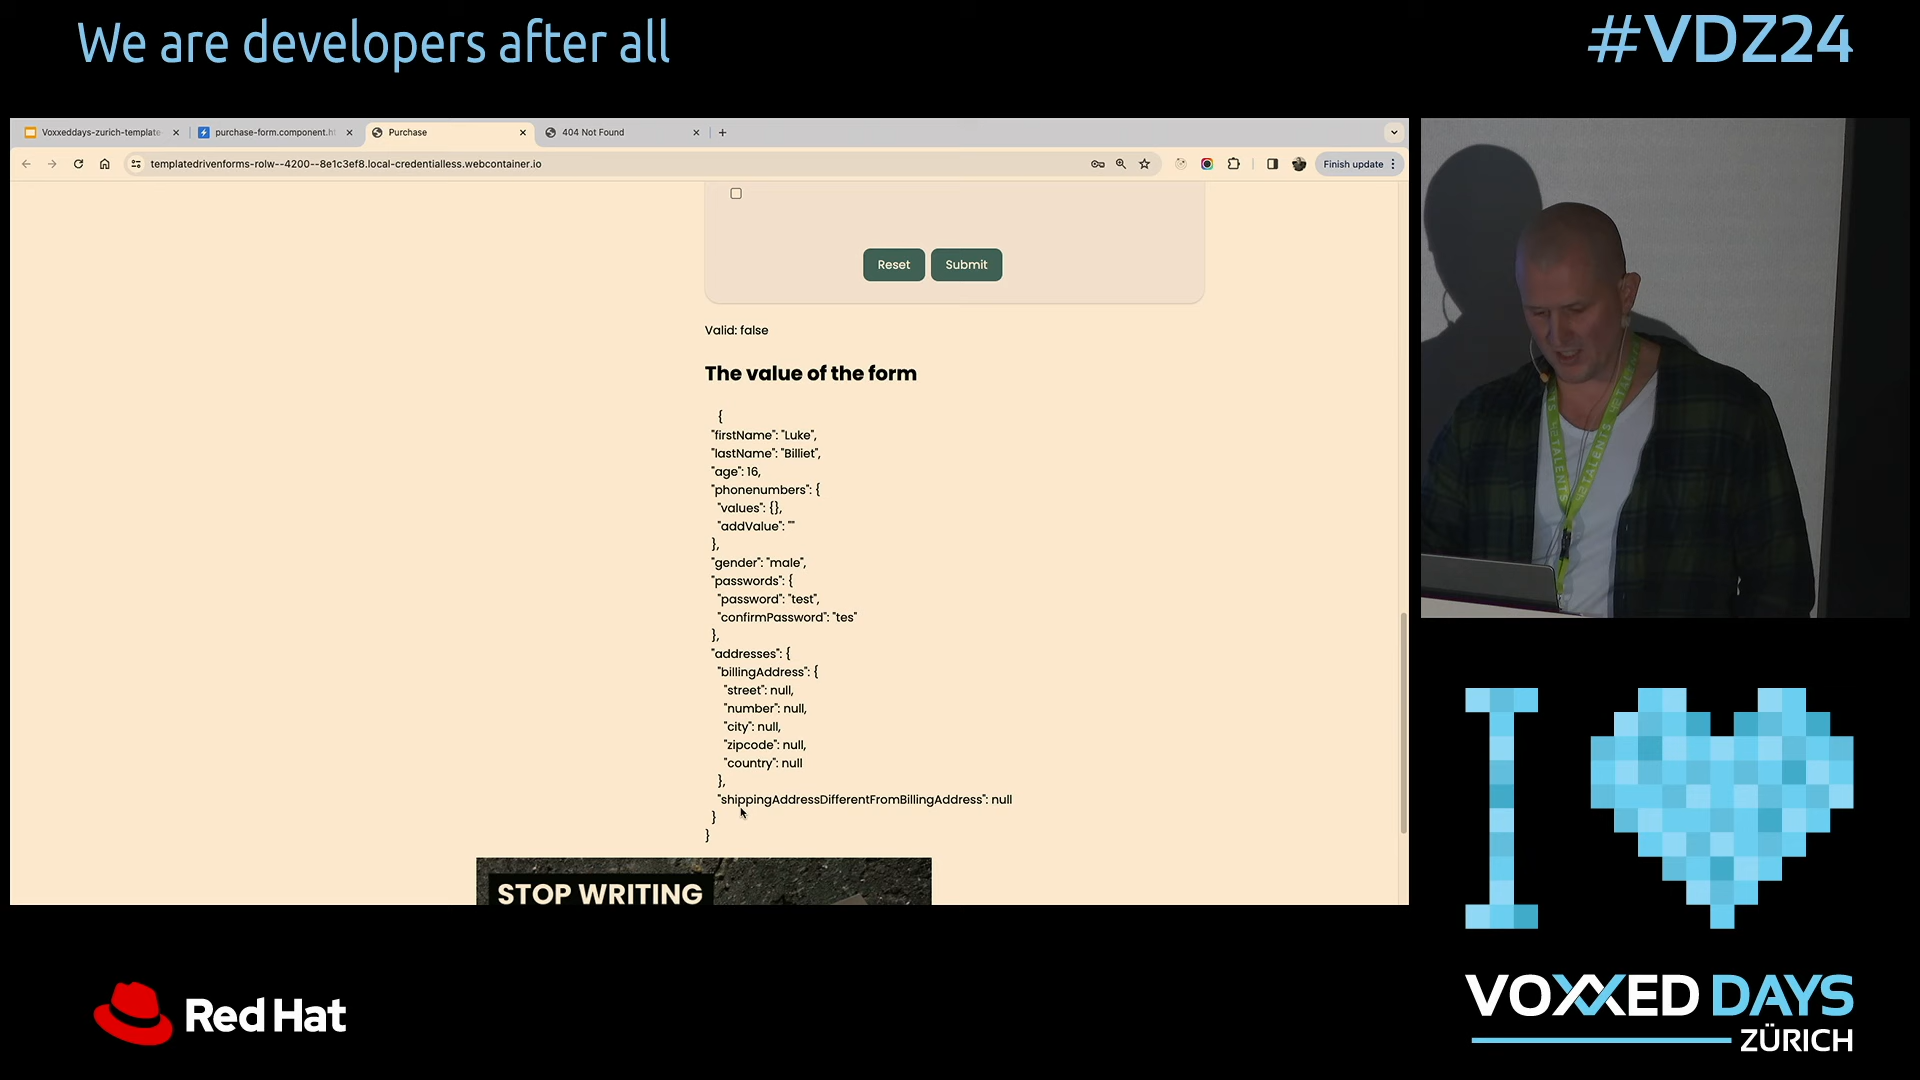 We are developers after all
#VDZ24
Voxxeddays-zurich-template
purchase-form.component.h
Purchase
404 Not Found
templatedrivenforms-rolw--4200--8e1c3ef8.local-credentialless.webcontainer.io
Finish update
Reset
Submit
Valid: false
The value of the form
{
"firstName": "Luke",
"lastName": "Billiet",
"age": 16,
"phonenumbers": {
"values": {},
"addValue": ""
},
"gender": "male",
"passwords": {
"password": "test",
"confirmPassword": "tes"
},
"addresses": {
"billingAddress": {
"street": null,
"number": null,
"city": null,
"zipcode": null,
"country": null
},
"shippingAddressDifferentFromBillingAddress": null
}
}
STOP WRITING
42TALENTS
I
Red Hat
VOXXED DAYS
ZÜRICH